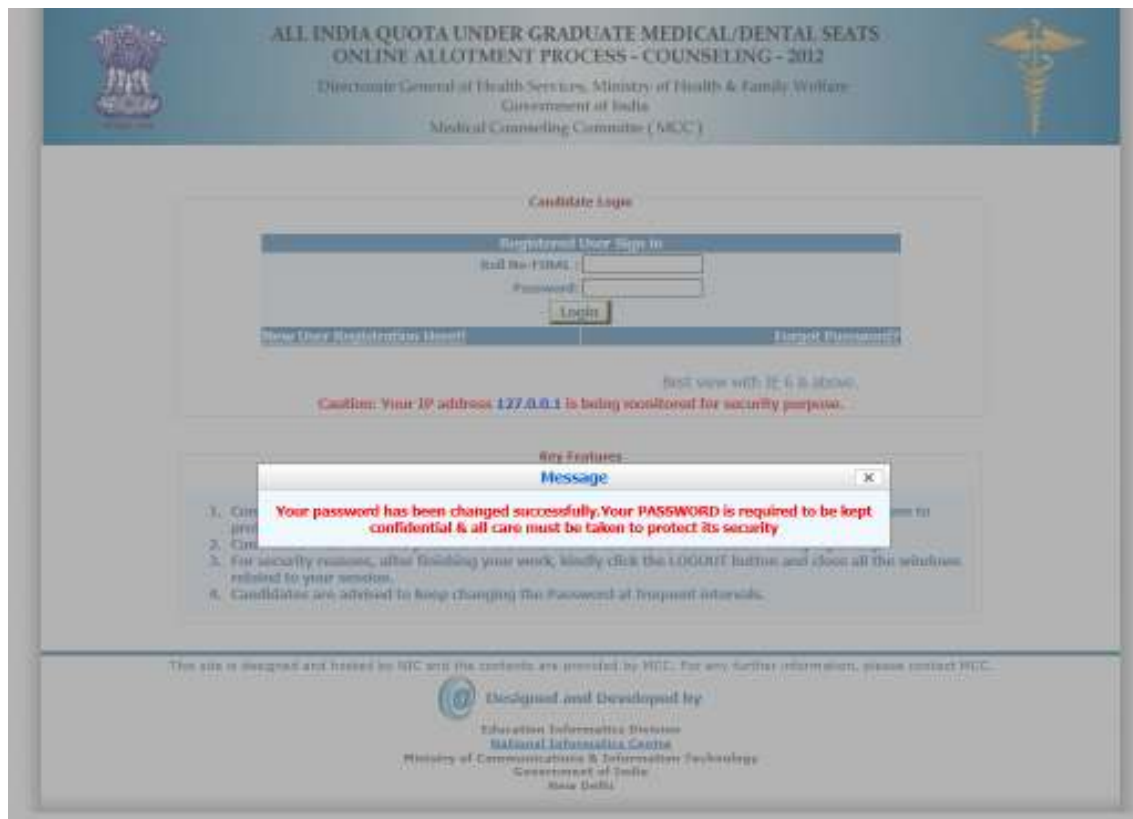 ALL INDIA QUOTA UNDER GRADUATE MEDICAL/DENTAL SEATS
ONLINE ALLOTMENT PROCESS - COUNSELING - 2012
Directorate General of Health Services, Ministry of Health & Family Welfare
Government of India
Medical Counseling Committee ( MCC )
Candidate Login
Registered User Sign In
Roll No-
Password:
Login
New User Registration Here!!
Forgot Password?
Best view with IE 6 & above.
Caution: Your IP address 127.0.0.1 is being monitored for security purpose.
Key Features
Message
Your password has been changed successfully.Your PASSWORD is required to be kept
confidential & all care must be taken to protect its security
1.
2.
3. For security reasons, after finishing your work, kindly click the LOGOUT button and close all the windows
related to your session.
4. Candidates are advised to keep changing the Password at frequent intervals.
This site is designed and hosted by NIC and the contents are provided by MCC. For any further information, please contact MCC.
Designed and Developed by
Education Informatics Division
National Informatics Centre
Ministry of Communications & Information Technology
Government of India
New Delhi